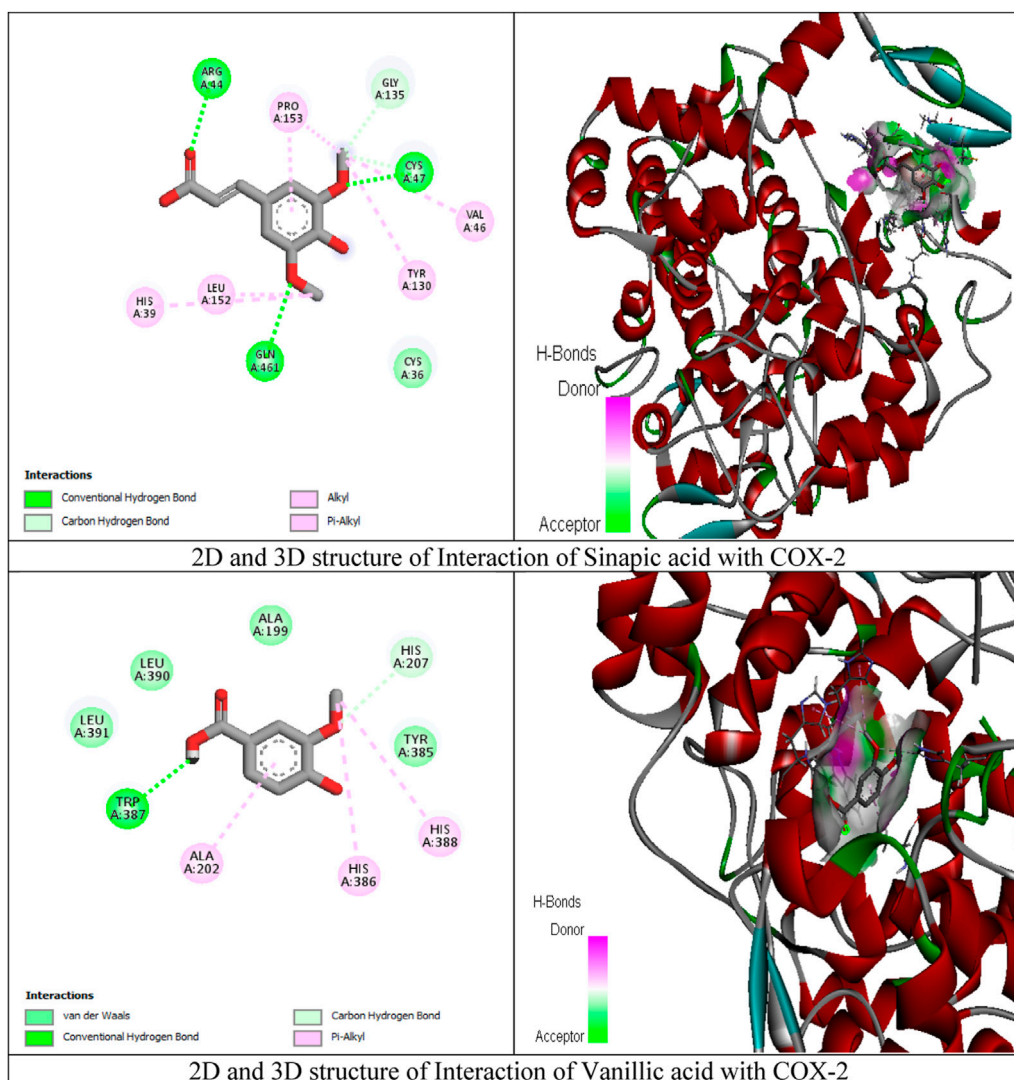 ARG
A:44
PRO
A:153
GLY
A:135
CYS
A:47
VAL
A:46
TYR
A:130
LEU
A:152
HIS
A:39
GLN
A:461
CYS
A:36
Interactions
Conventional Hydrogen Bond
Carbon Hydrogen Bond
Alkyl
Pi-Alkyl
H-Bonds
Donor
Acceptor
2D and 3D structure of Interaction of Sinapic acid with COX-2
ALA
A:199
HIS
A:207
LEU
A:390
LEU
A:391
TYR
A:385
TRP
A:387
HIS
A:388
ALA
A:202
HIS
A:386
Interactions
van der Waals
Conventional Hydrogen Bond
Carbon Hydrogen Bond
Pi-Alkyl
H-Bonds
Donor
Acceptor
2D and 3D structure of Interaction of Vanillic acid with COX-2